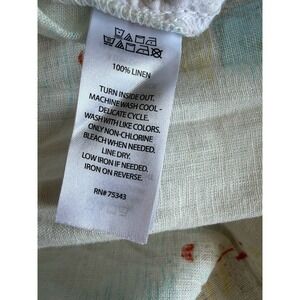 100% LINEN
TURN INSIDE OUT.
MACHINE WASH COOL -
DELICATE CYCLE.
WASH WITH LIKE COLORS.
ONLY NON-CHLORINE
BLEACH WHEN NEEDED.
LINE DRY.
LOW IRON IF NEEDED.
IRON ON REVERSE.
RN# 75343